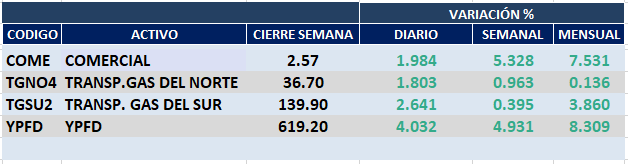 VARIACIÓN %
CODIGO ACTIVO CIERRE SEMANA DIARIO SEMANAL MENSUAL
COME COMERCIAL 2.57 1.984 5.328 7.531
TGNO4 TRANSP.GAS DEL NORTE 36.70 1.803 0.963 0.136
TGSU2 TRANSP. GAS DEL SUR 139.90 2.641 0.395 3.860
YPFD YPFD 619.20 4.032 4.931 8.309